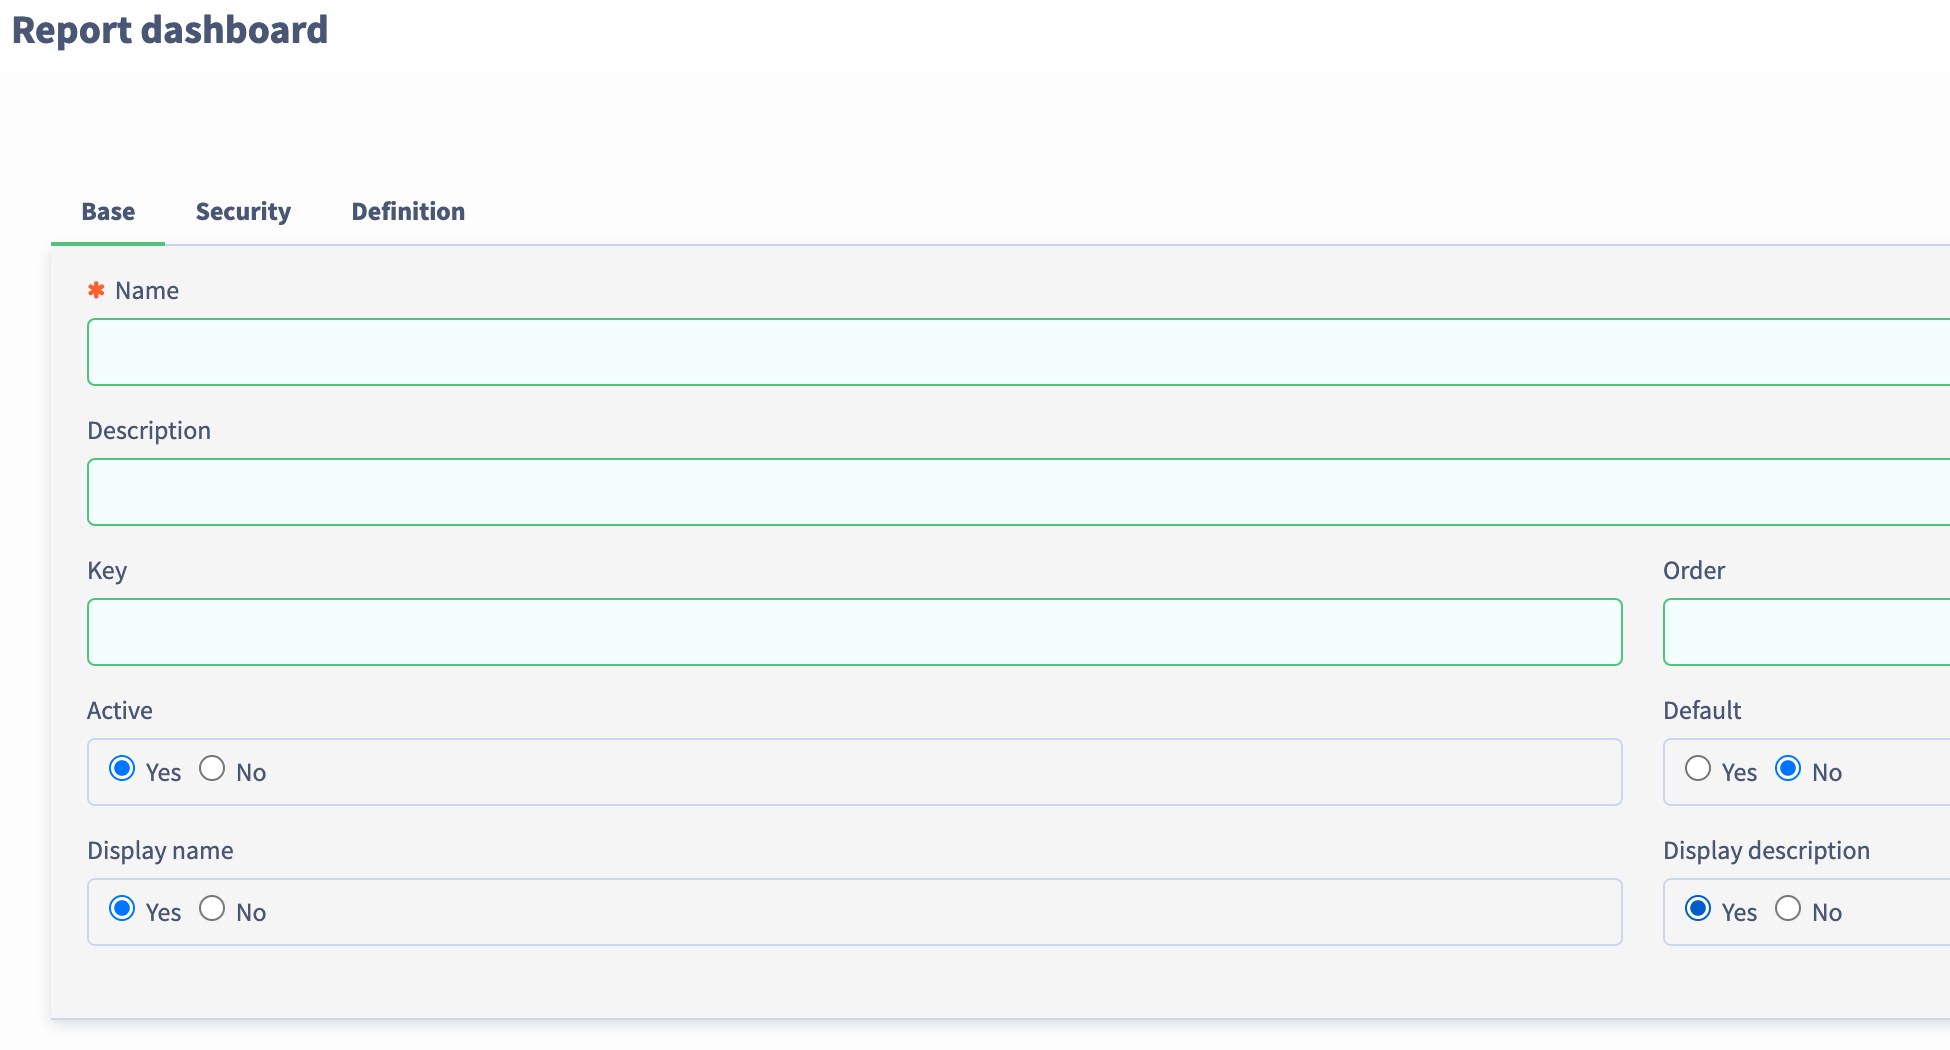 Report dashboard
Base Security Definition
✱ Name
Description
Key Order
Active Default
Yes No Yes No
Display name Display description
Yes No Yes No